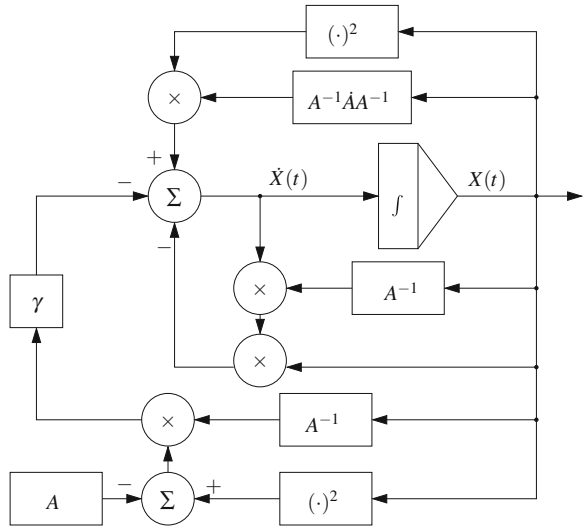 (·)²
×
A⁻¹ȦA⁻¹
+
−
Σ
Ẋ(t)
∫
X(t)
−
γ
×
A⁻¹
×
×
A⁻¹
A
−
Σ
+
(·)²